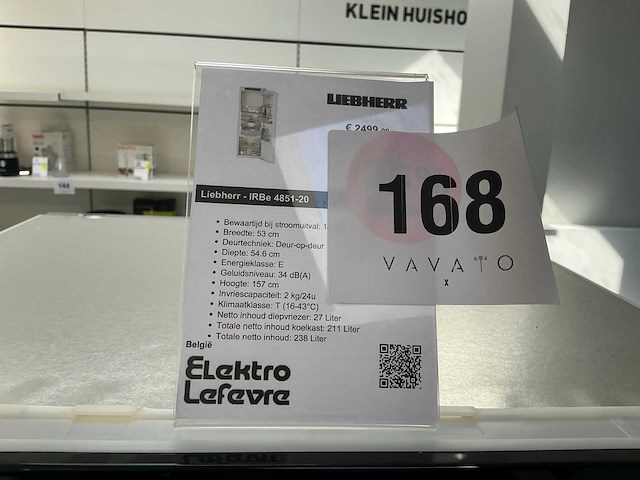 KLEIN HUISHO
LIEBHERR
€ 2499,00
Liebherr - IRBe 4851-20
168
VAVATO
x
• Bewaartijd bij stroomuitval: 1
• Breedte: 53 cm
• Deurtechniek: Deur-op-deur
• Diepte: 54.6 cm
• Energieklasse: E
• Geluidsniveau: 34 dB(A)
• Hoogte: 157 cm
• Invriescapaciteit: 2 kg/24u
• Klimaatklasse: T (16-43°C)
• Netto inhoud diepvriezer: 27 Liter
• Totale netto inhoud koelkast: 211 Liter
• Totale netto inhoud: 238 Liter
België
ELektro
Lefevre